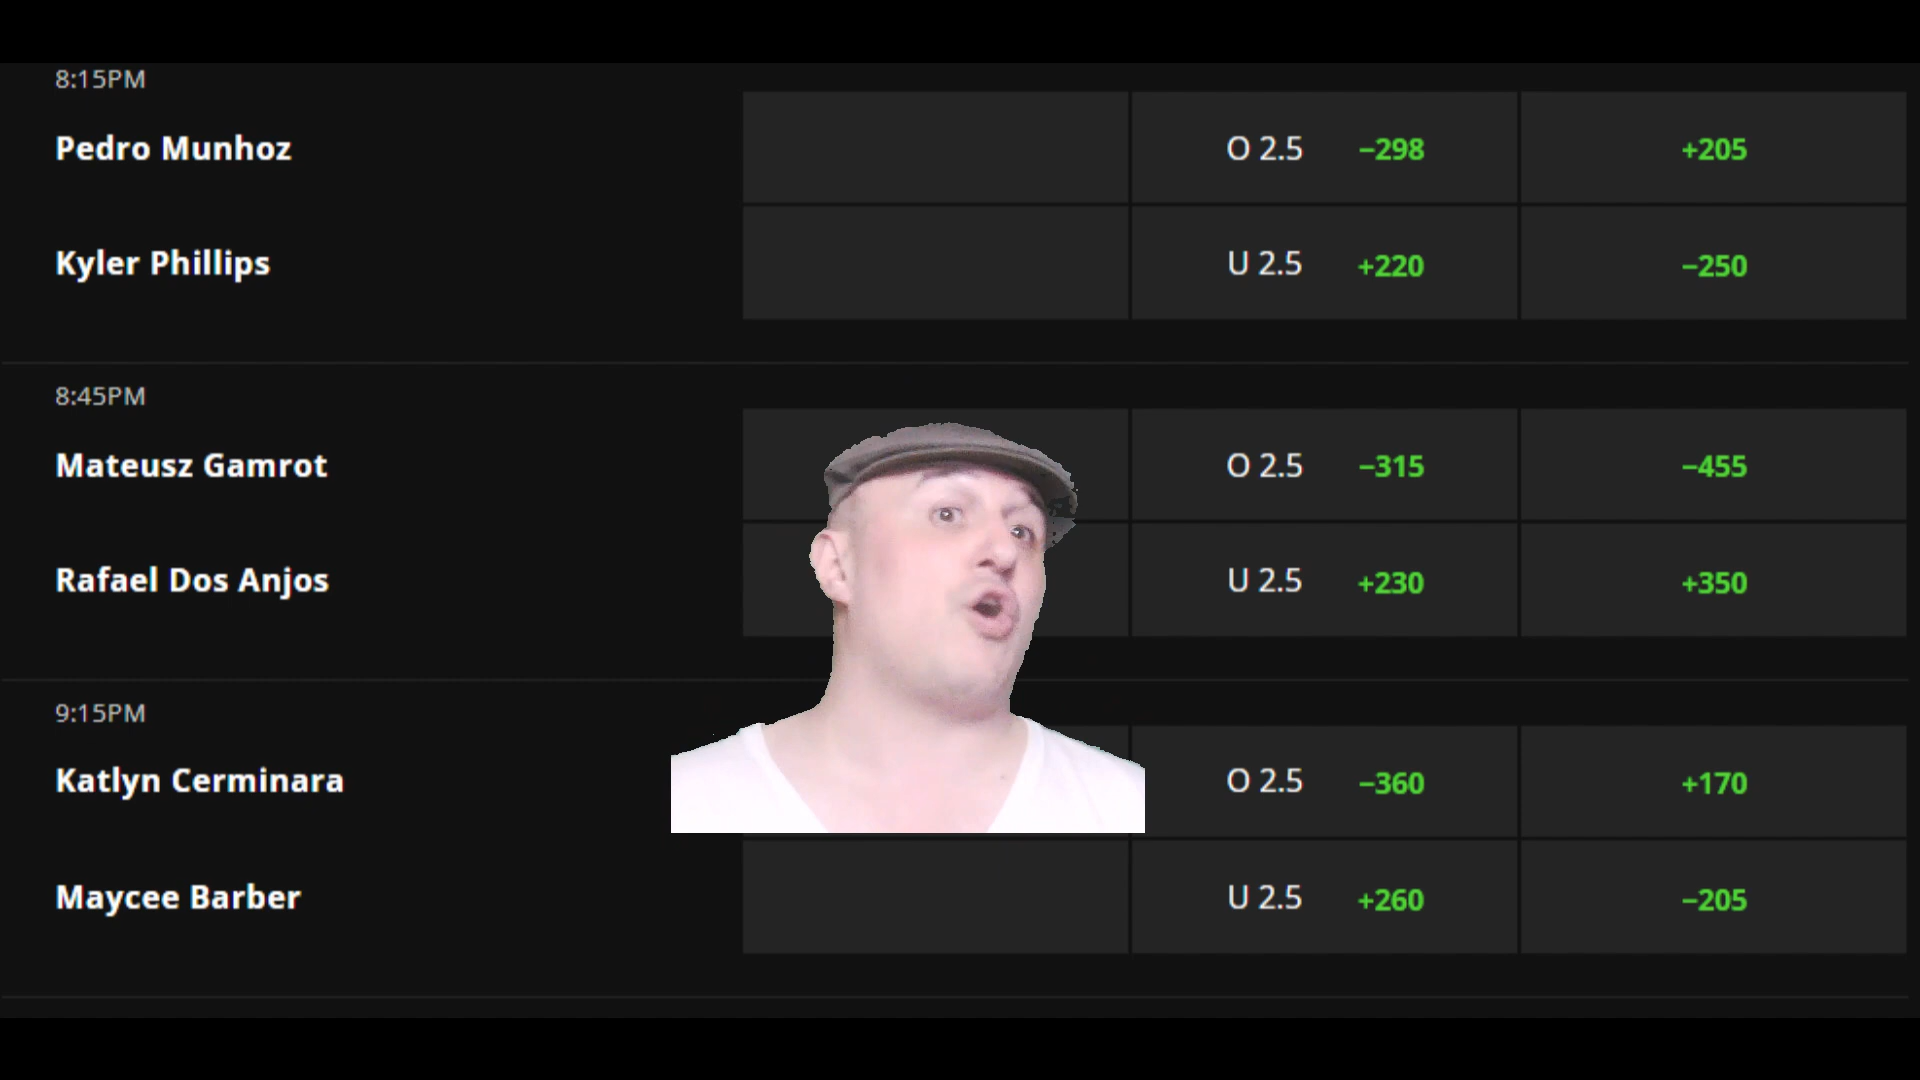 8:15PM
Pedro Munhoz O 2.5 −298 +205
Kyler Phillips U 2.5 +220 −250
8:45PM
Mateusz Gamrot O 2.5 −315 −455
Rafael Dos Anjos U 2.5 +230 +350
9:15PM
Katlyn Cerminara O 2.5 −360 +170
Maycee Barber U 2.5 +260 −205